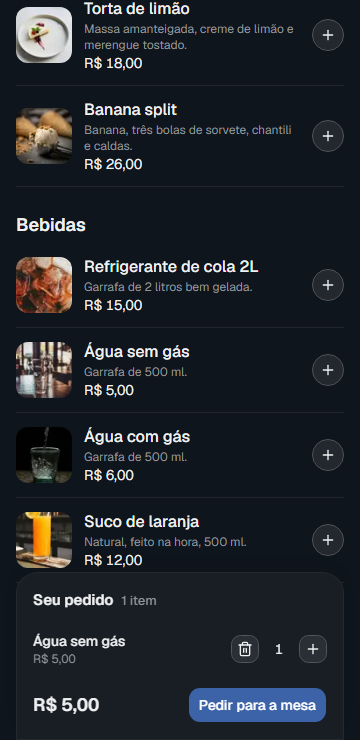 Torta de limão
Massa amanteigada, creme de limão e
merengue tostado.
R$ 18,00
Banana split
Banana, três bolas de sorvete, chantili
e caldas.
R$ 26,00
Bebidas
Refrigerante de cola 2L
Garrafa de 2 litros bem gelada.
R$ 15,00
Água sem gás
Garrafa de 500 ml.
R$ 5,00
Água com gás
Garrafa de 500 ml.
R$ 6,00
Suco de laranja
Natural, feito na hora, 500 ml.
R$ 12,00
Seu pedido 1 item
Água sem gás
R$ 5,00
1
R$ 5,00
Pedir para a mesa